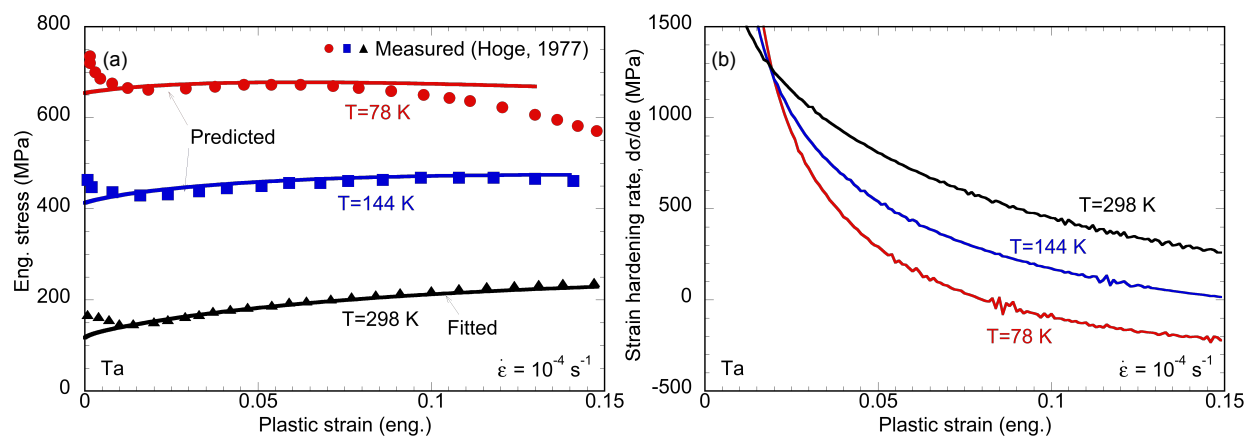 800
600
400
200
0
Eng. stress (MPa)
(a)
Measured (Hoge, 1977)
T=78 K
Predicted
T=144 K
T=298 K
Fitted
Ta
ε̇ = 10⁻⁴ s⁻¹
0 0.05 0.1 0.15
Plastic strain (eng.)
1500
1000
500
0
-500
Strain hardening rate, dσ/de (MPa)
(b)
T=298 K
T=144 K
T=78 K
Ta
ε̇ = 10⁻⁴ s⁻¹
0 0.05 0.1 0.15
Plastic strain (eng.)